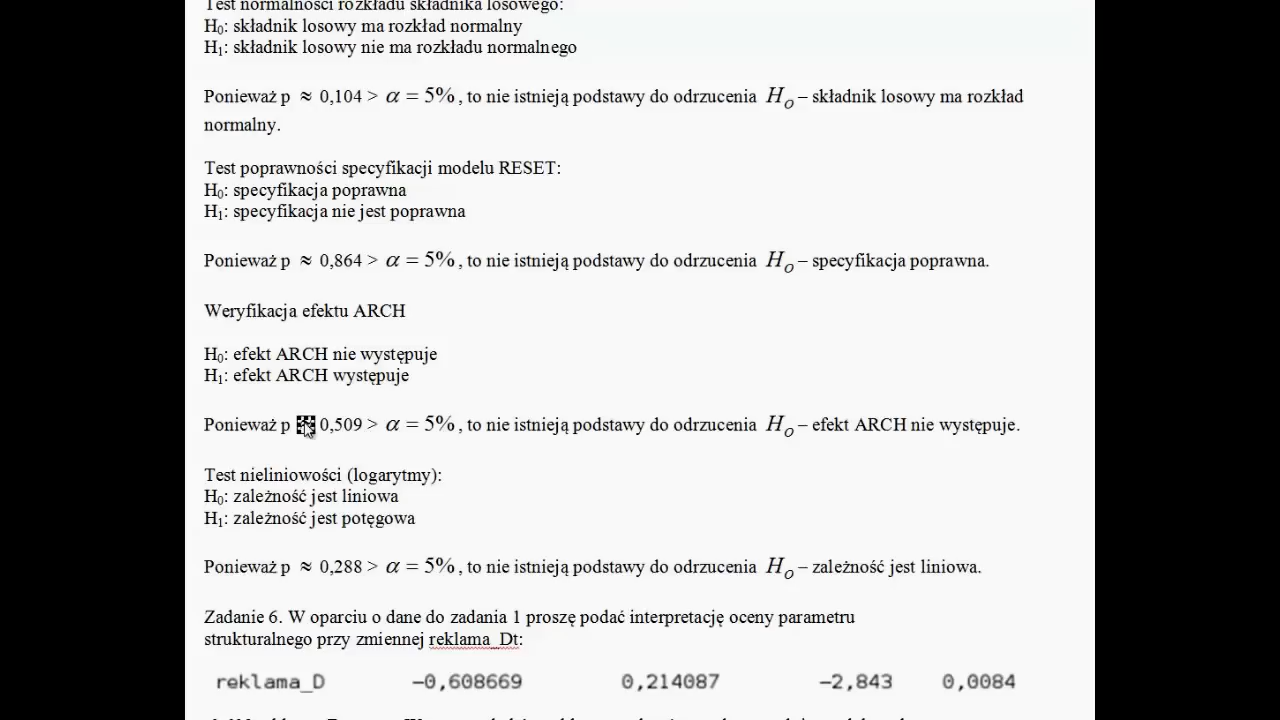 Test normalności rozkładu składnika losowego:
H₀: składnik losowy ma rozkład normalny
H₁: składnik losowy nie ma rozkładu normalnego
Ponieważ p ≈ 0,104 > α = 5%, to nie istnieją podstawy do odrzucenia H₀ – składnik losowy ma rozkład
normalny.
Test poprawności specyfikacji modelu RESET:
H₀: specyfikacja poprawna
H₁: specyfikacja nie jest poprawna
Ponieważ p ≈ 0,864 > α = 5%, to nie istnieją podstawy do odrzucenia H₀ – specyfikacja poprawna.
Weryfikacja efektu ARCH
H₀: efekt ARCH nie występuje
H₁: efekt ARCH występuje
Ponieważ p ≈ 0,509 > α = 5%, to nie istnieją podstawy do odrzucenia H₀ – efekt ARCH nie występuje.
Test nieliniowości (logarytmy):
H₀: zależność jest liniowa
H₁: zależność jest potęgowa
Ponieważ p ≈ 0,288 > α = 5%, to nie istnieją podstawy do odrzucenia H₀ – zależność jest liniowa.
Zadanie 6. W oparciu o dane do zadania 1 proszę podać interpretację oceny parametru
strukturalnego przy zmiennej reklama_Dt:
reklama_D −0,608669 0,214087 −2,843 0,0084